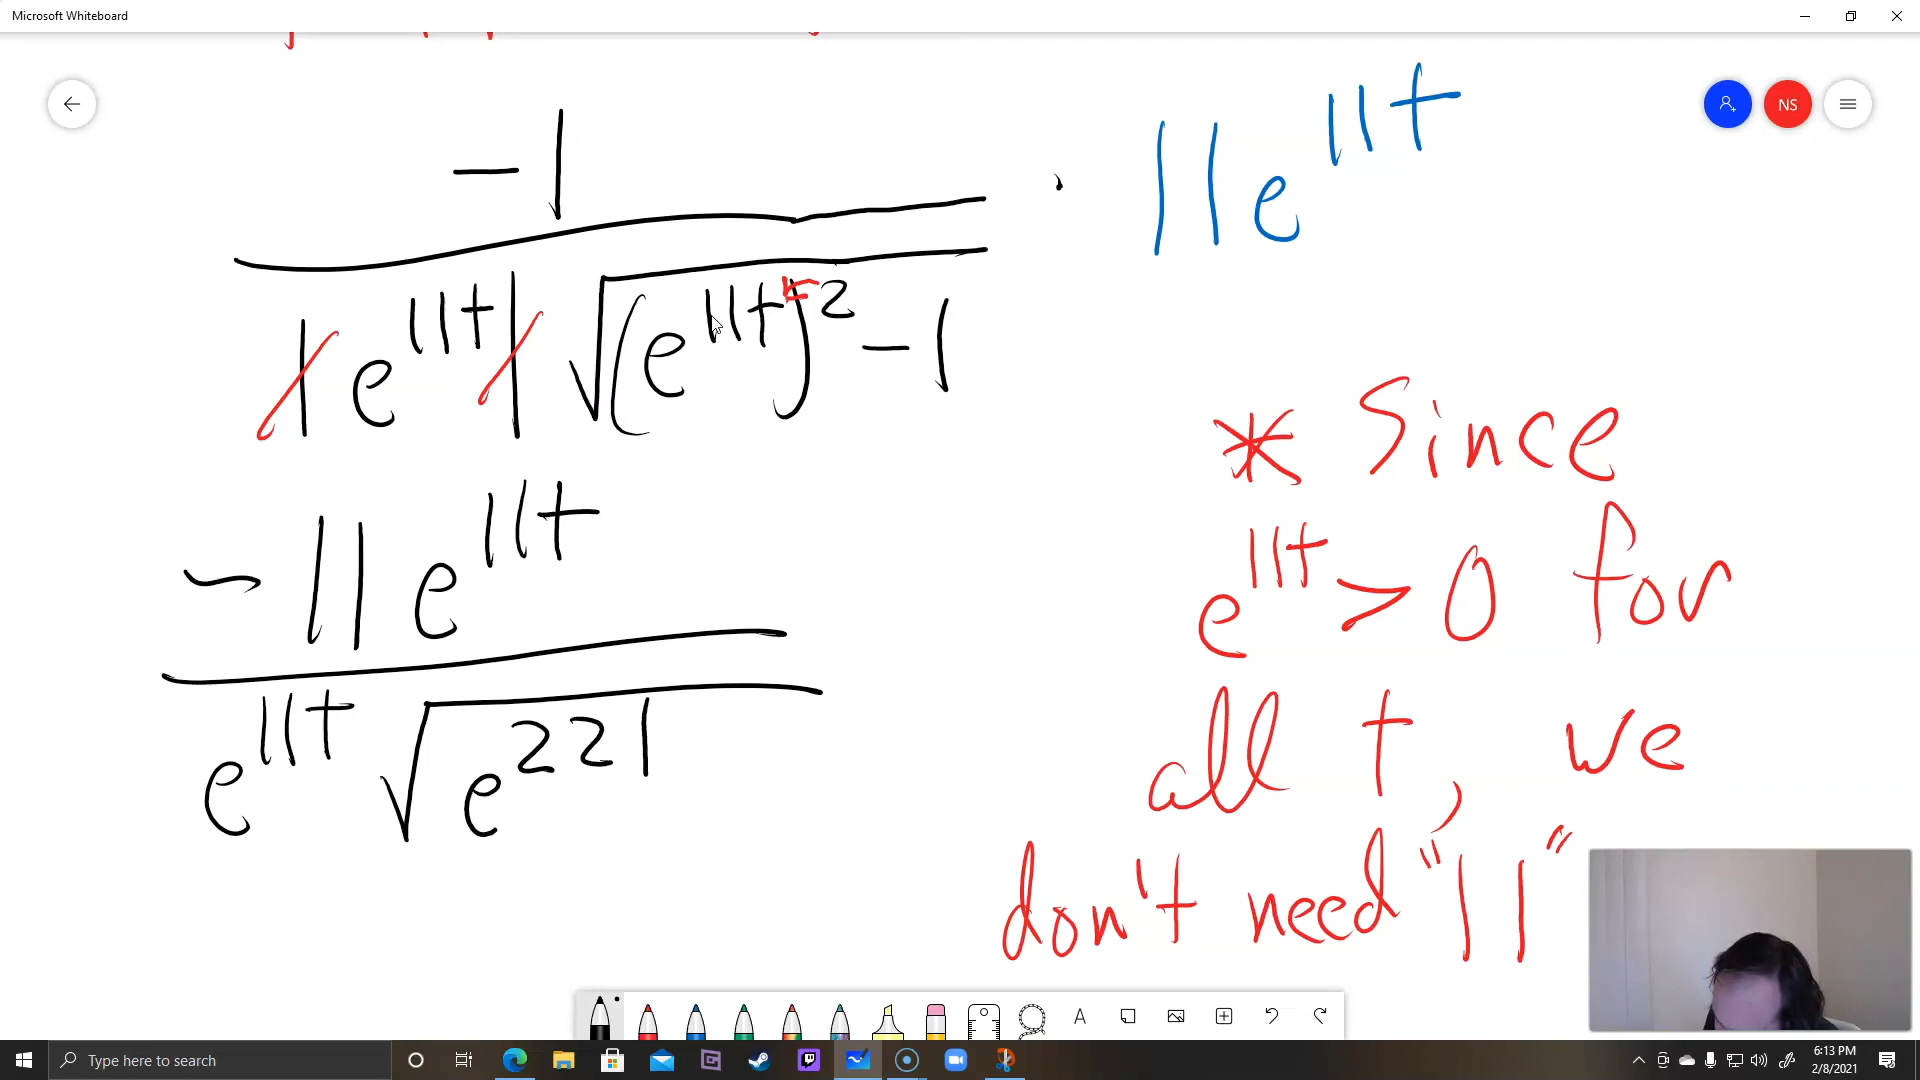 Microsoft Whiteboard
NS
-1
· 11e^{11t}
|e^{11t}| √(e^{11t})^2 - 1
-11e^{11t}
e^{11t} √e^{221
* Since
e^{11t} > 0 for
all t, we
don't need "| |"
A
Type here to search
6:13 PM
2/8/2021